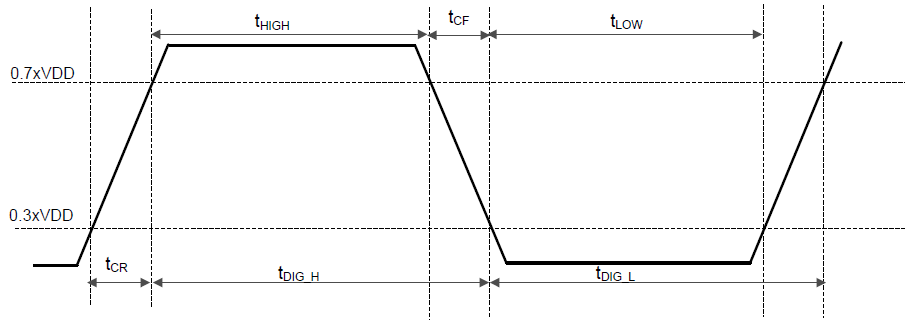 tHIGH tCF tLOW
0.7xVDD
0.3xVDD
tCR tDIG_H tDIG_L